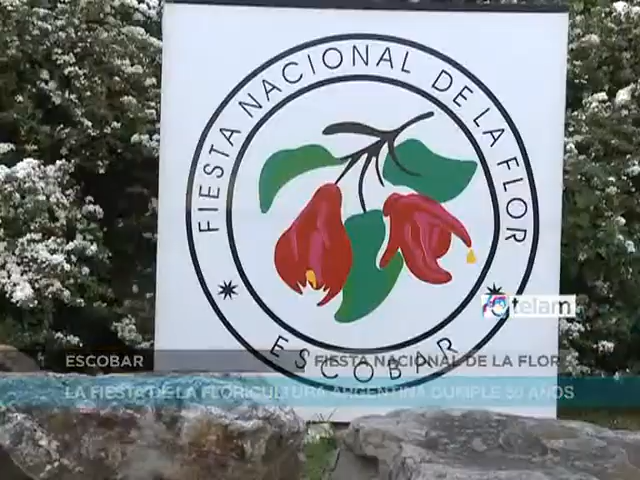 FIESTA NACIONAL DE LA FLOR
ESCOBAR
telam
ESCOBAR
FIESTA NACIONAL DE LA FLOR
LA FIESTA DE LA FLORICULTURA ARGENTINA CUMPLE 50 AÑOS